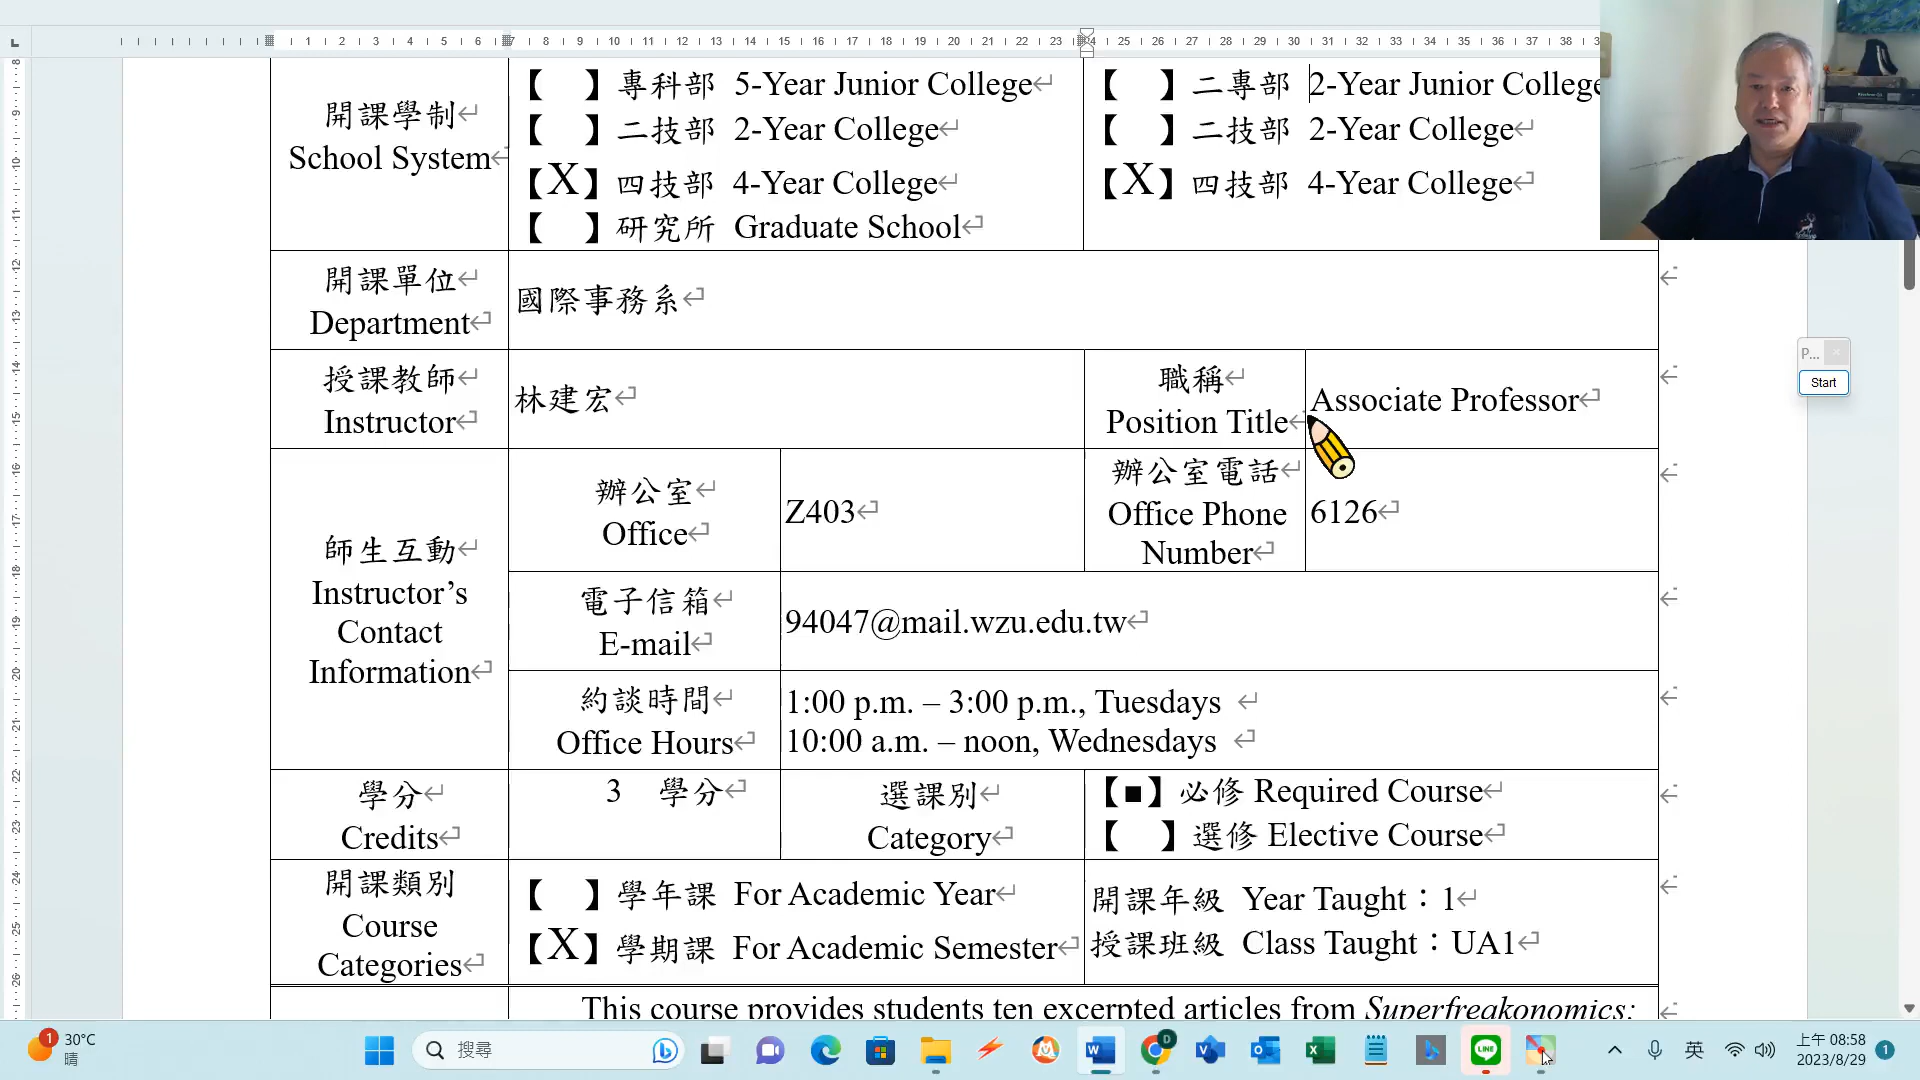 開課學制
School System
【　】專科部 5-Year Junior College
【　】二技部 2-Year College
【X】四技部 4-Year College
【　】研究所 Graduate School
【　】二專部 2-Year Junior College
【　】二技部 2-Year College
【X】四技部 4-Year College
開課單位
Department
國際事務系
授課教師
Instructor
林建宏
職稱
Position Title
Associate Professor
師生互動
Instructor’s
Contact
Information
辦公室
Office
Z403
辦公室電話
Office Phone
Number
6126
電子信箱
E-mail
94047@mail.wzu.edu.tw
約談時間
Office Hours
1:00 p.m. – 3:00 p.m., Tuesdays
10:00 a.m. – noon, Wednesdays
學分
Credits
3 學分
選課別
Category
【■】必修 Required Course
【　】選修 Elective Course
開課類別
Course
Categories
【　】學年課 For Academic Year
【X】學期課 For Academic Semester
開課年級 Year Taught：1
授課班級 Class Taught：UA1
This course provides students ten excerpted articles from Superfreakonomics:
P...
Start
30°C
晴
搜尋
英
上午 08:58
2023/8/29